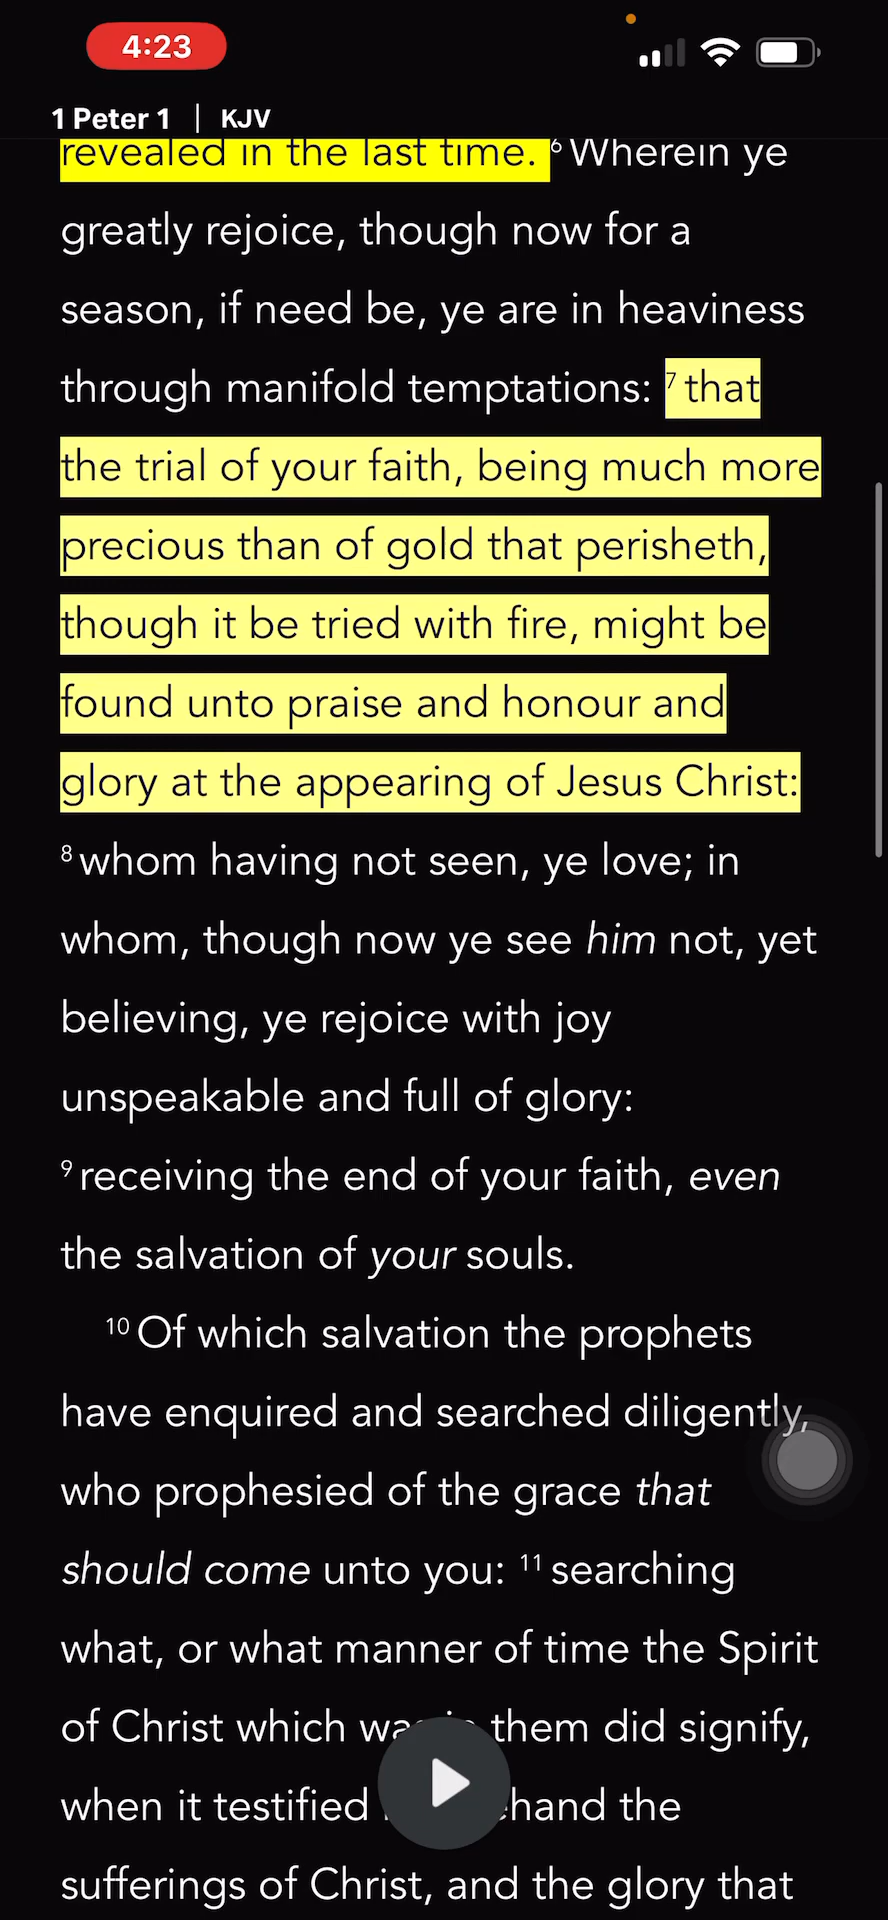 4:23
1 Peter 1 | KJV
revealed in the last time. 6 Wherein ye
greatly rejoice, though now for a
season, if need be, ye are in heaviness
through manifold temptations: 7 that
the trial of your faith, being much more
precious than of gold that perisheth,
though it be tried with fire, might be
found unto praise and honour and
glory at the appearing of Jesus Christ:
8 whom having not seen, ye love; in
whom, though now ye see him not, yet
believing, ye rejoice with joy
unspeakable and full of glory:
9 receiving the end of your faith, even
the salvation of your souls.
10 Of which salvation the prophets
have enquired and searched diligently,
who prophesied of the grace that
should come unto you: 11 searching
what, or what manner of time the Spirit
of Christ which them did signify,
when it testified the
sufferings of Christ, and the glory that